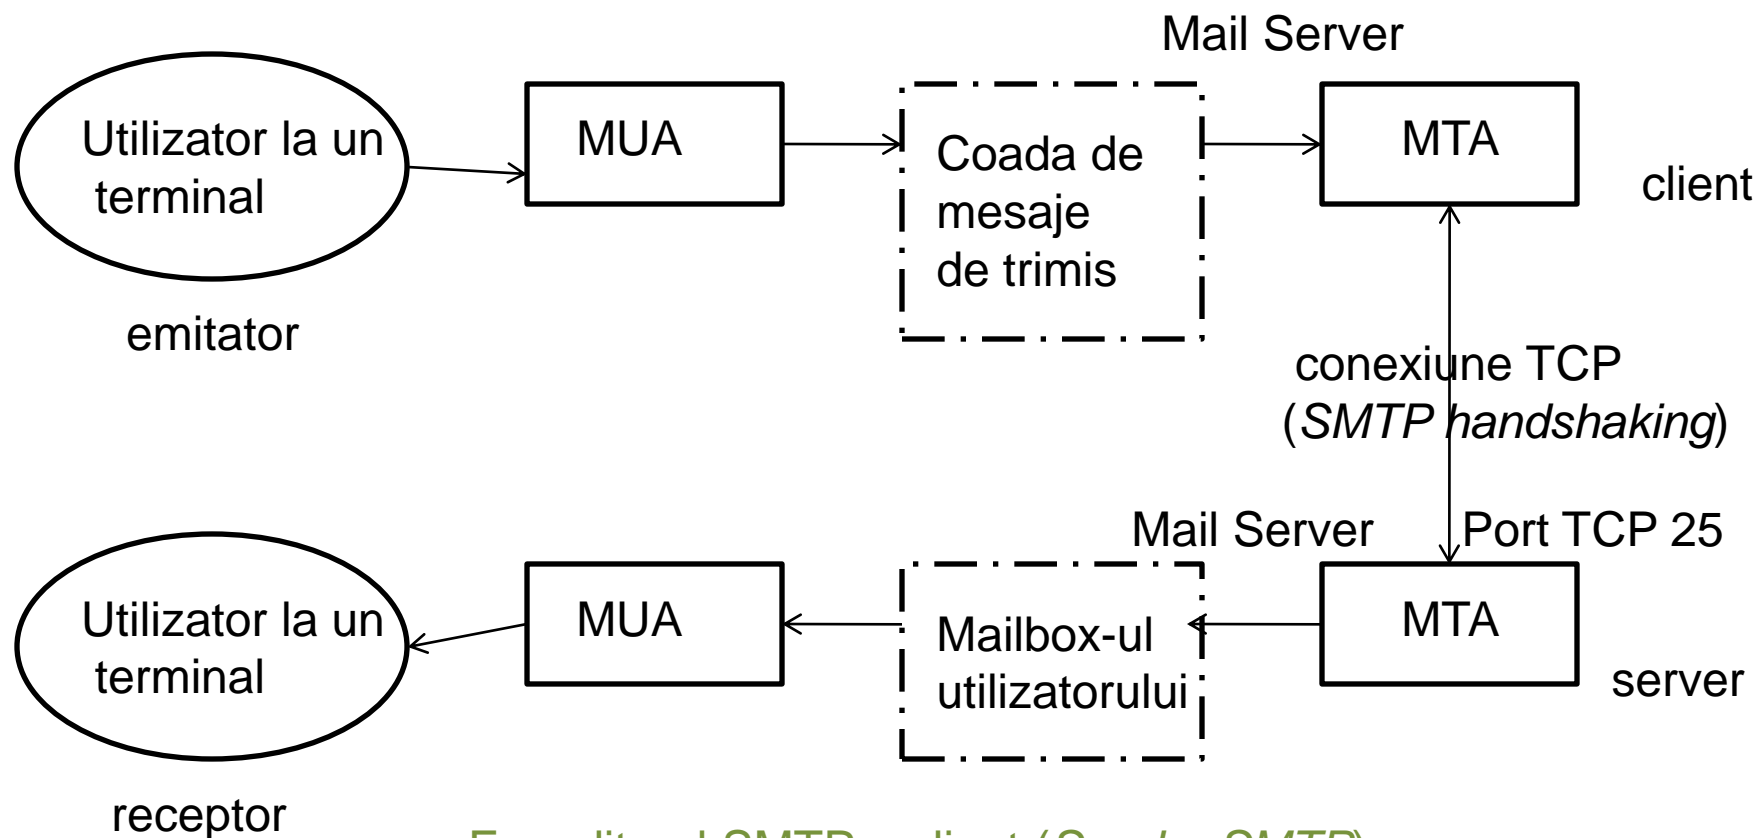 Mail Server
Utilizator la un
terminal
MUA
Coada de
mesaje
de trimis
MTA
client
emitator
conexiune TCP
(SMTP handshaking)
Mail Server
Port TCP 25
Utilizator la un
terminal
MUA
Mailbox-ul
utilizatorului
MTA
server
receptor